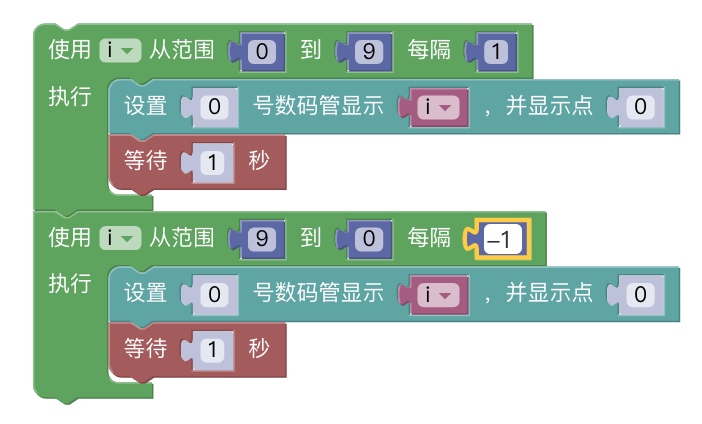 使用 i 从范围 0 到 9 每隔 1
执行 设置 0 号数码管显示 i ，并显示点 0
等待 1 秒
使用 i 从范围 9 到 0 每隔 –1
执行 设置 0 号数码管显示 i ，并显示点 0
等待 1 秒